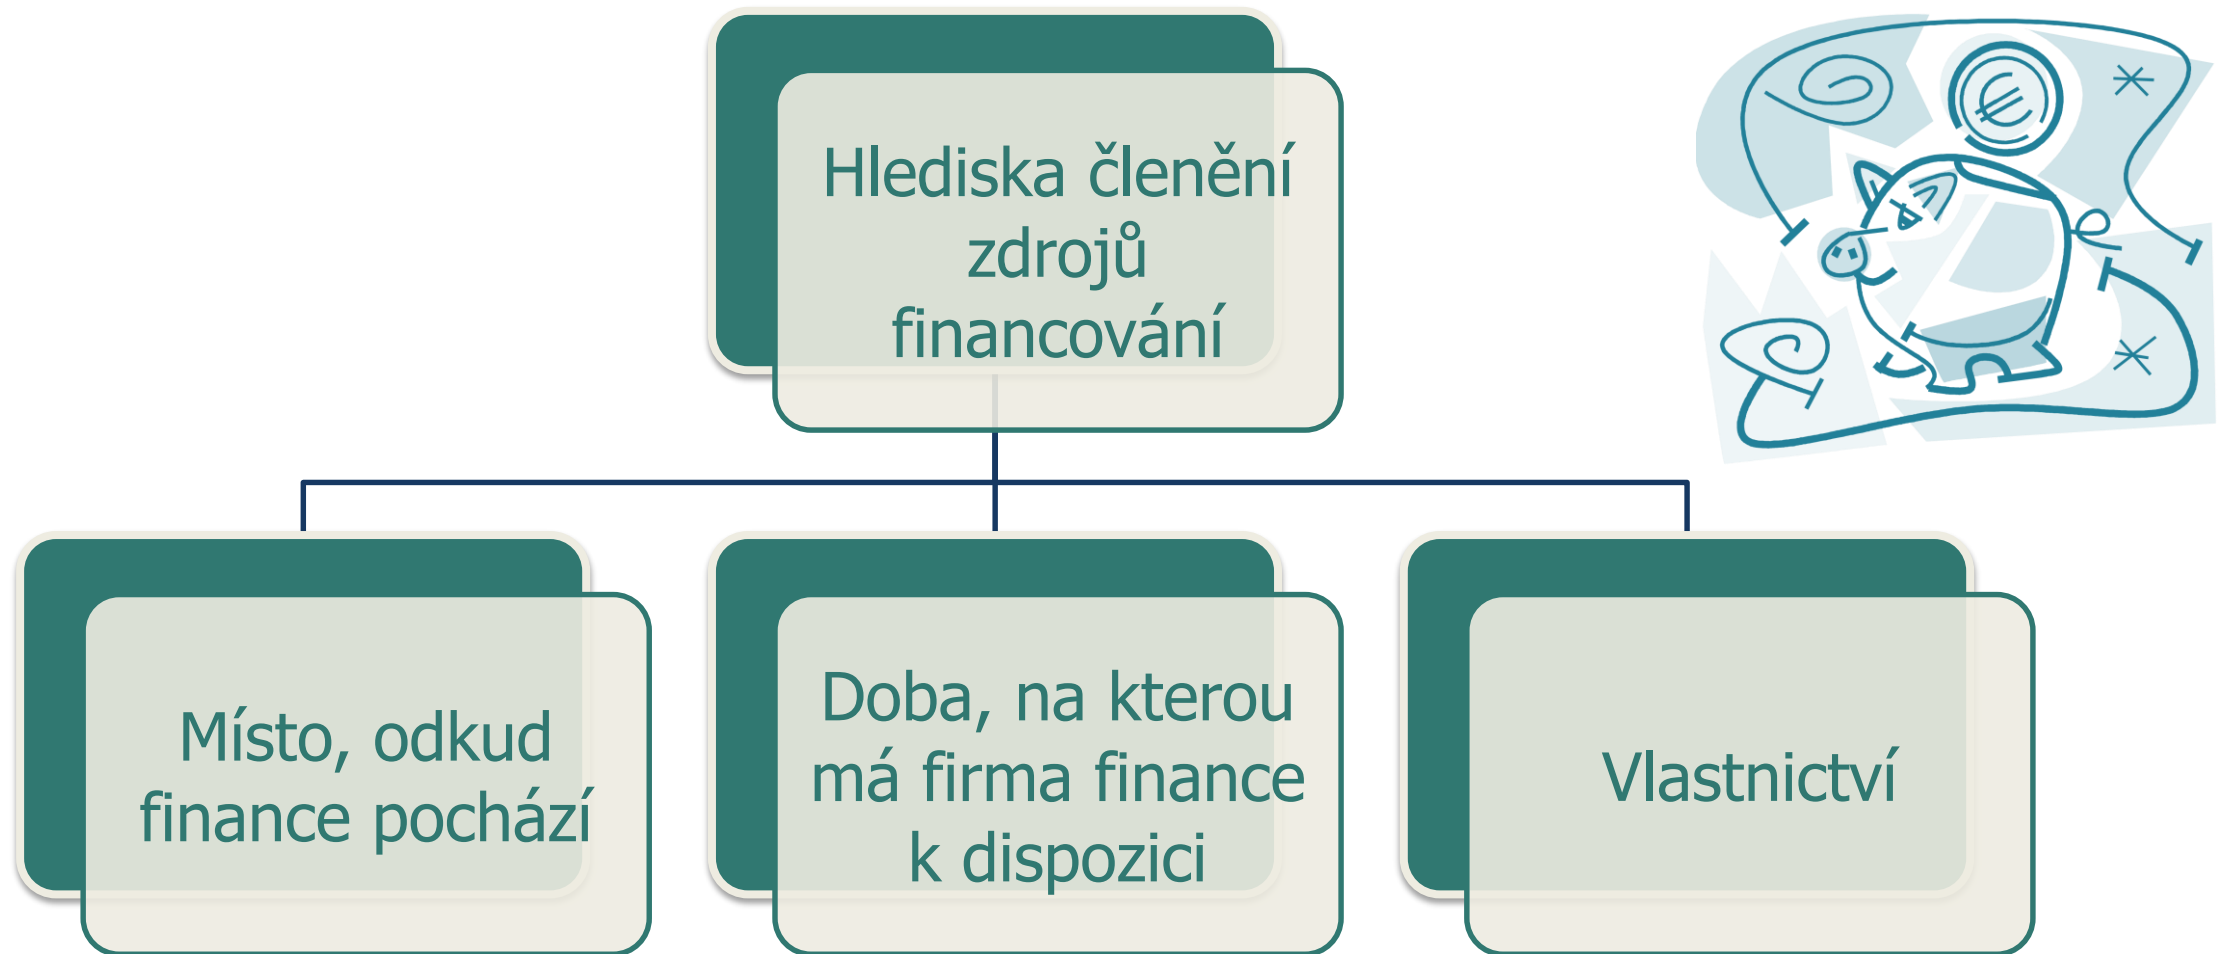 Hlediska členění
zdrojů
financování
Místo, odkud
finance pochází
Doba, na kterou
má firma finance
k dispozici
Vlastnictví
€